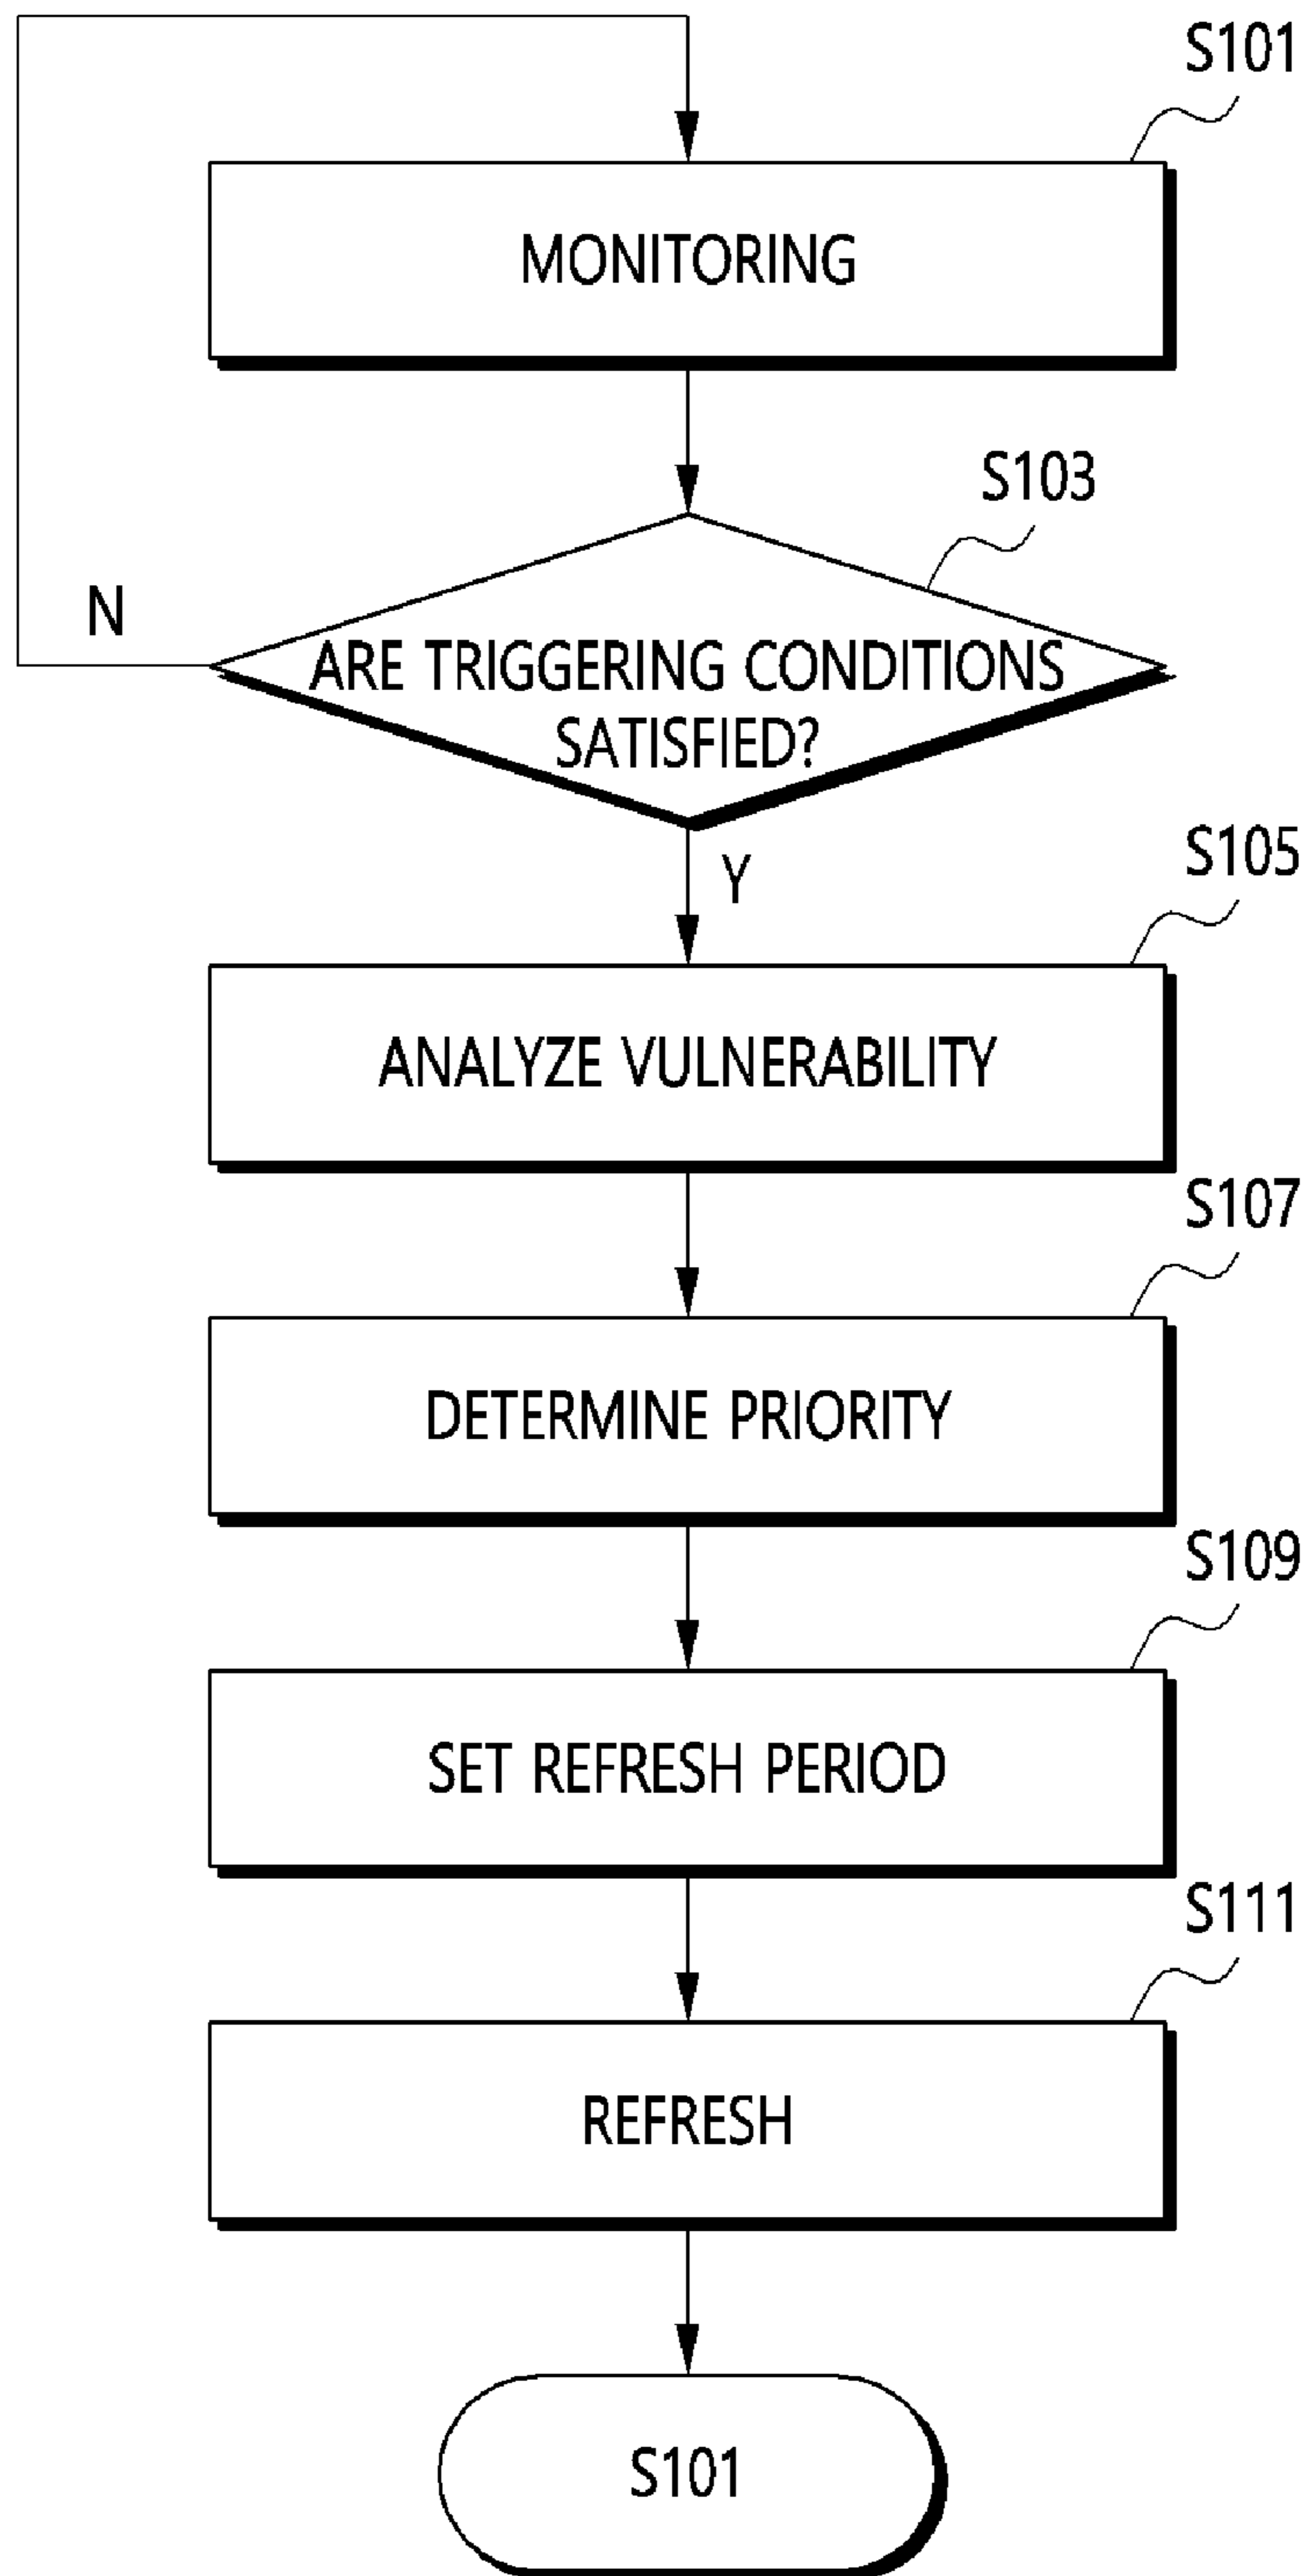 S101
MONITORING
S103
N
ARE TRIGGERING CONDITIONS
SATISFIED?
Y
S105
ANALYZE VULNERABILITY
S107
DETERMINE PRIORITY
S109
SET REFRESH PERIOD
S111
REFRESH
S101